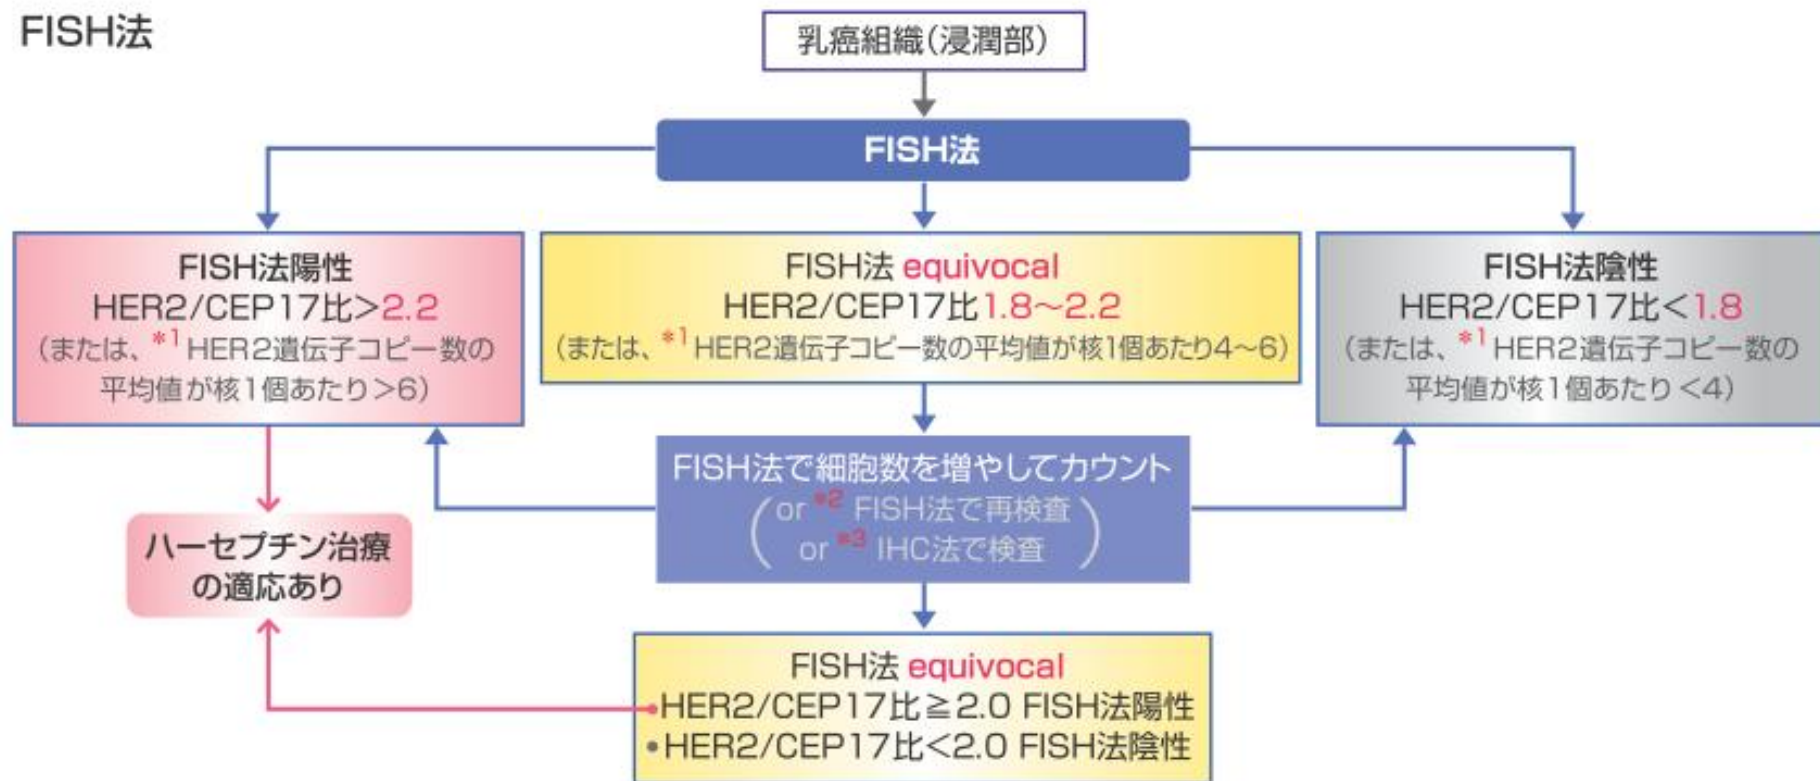 FISH法
乳癌組織(浸潤部)
FISH法
FISH法陽性
HER2/CEP17比>2.2
(または、*1 HER2遺伝子コピー数の
平均値が核1個あたり>6)
FISH法 equivocal
HER2/CEP17比1.8〜2.2
(または、*1 HER2遺伝子コピー数の平均値が核1個あたり4〜6)
FISH法陰性
HER2/CEP17比<1.8
(または、*1 HER2遺伝子コピー数の
平均値が核1個あたり<4)
FISH法で細胞数を増やしてカウント
(or *2 FISH法で再検査
or *3 IHC法で検査)
ハーセプチン治療
の適応あり
FISH法 equivocal
•HER2/CEP17比≧2.0 FISH法陽性
•HER2/CEP17比<2.0 FISH法陰性